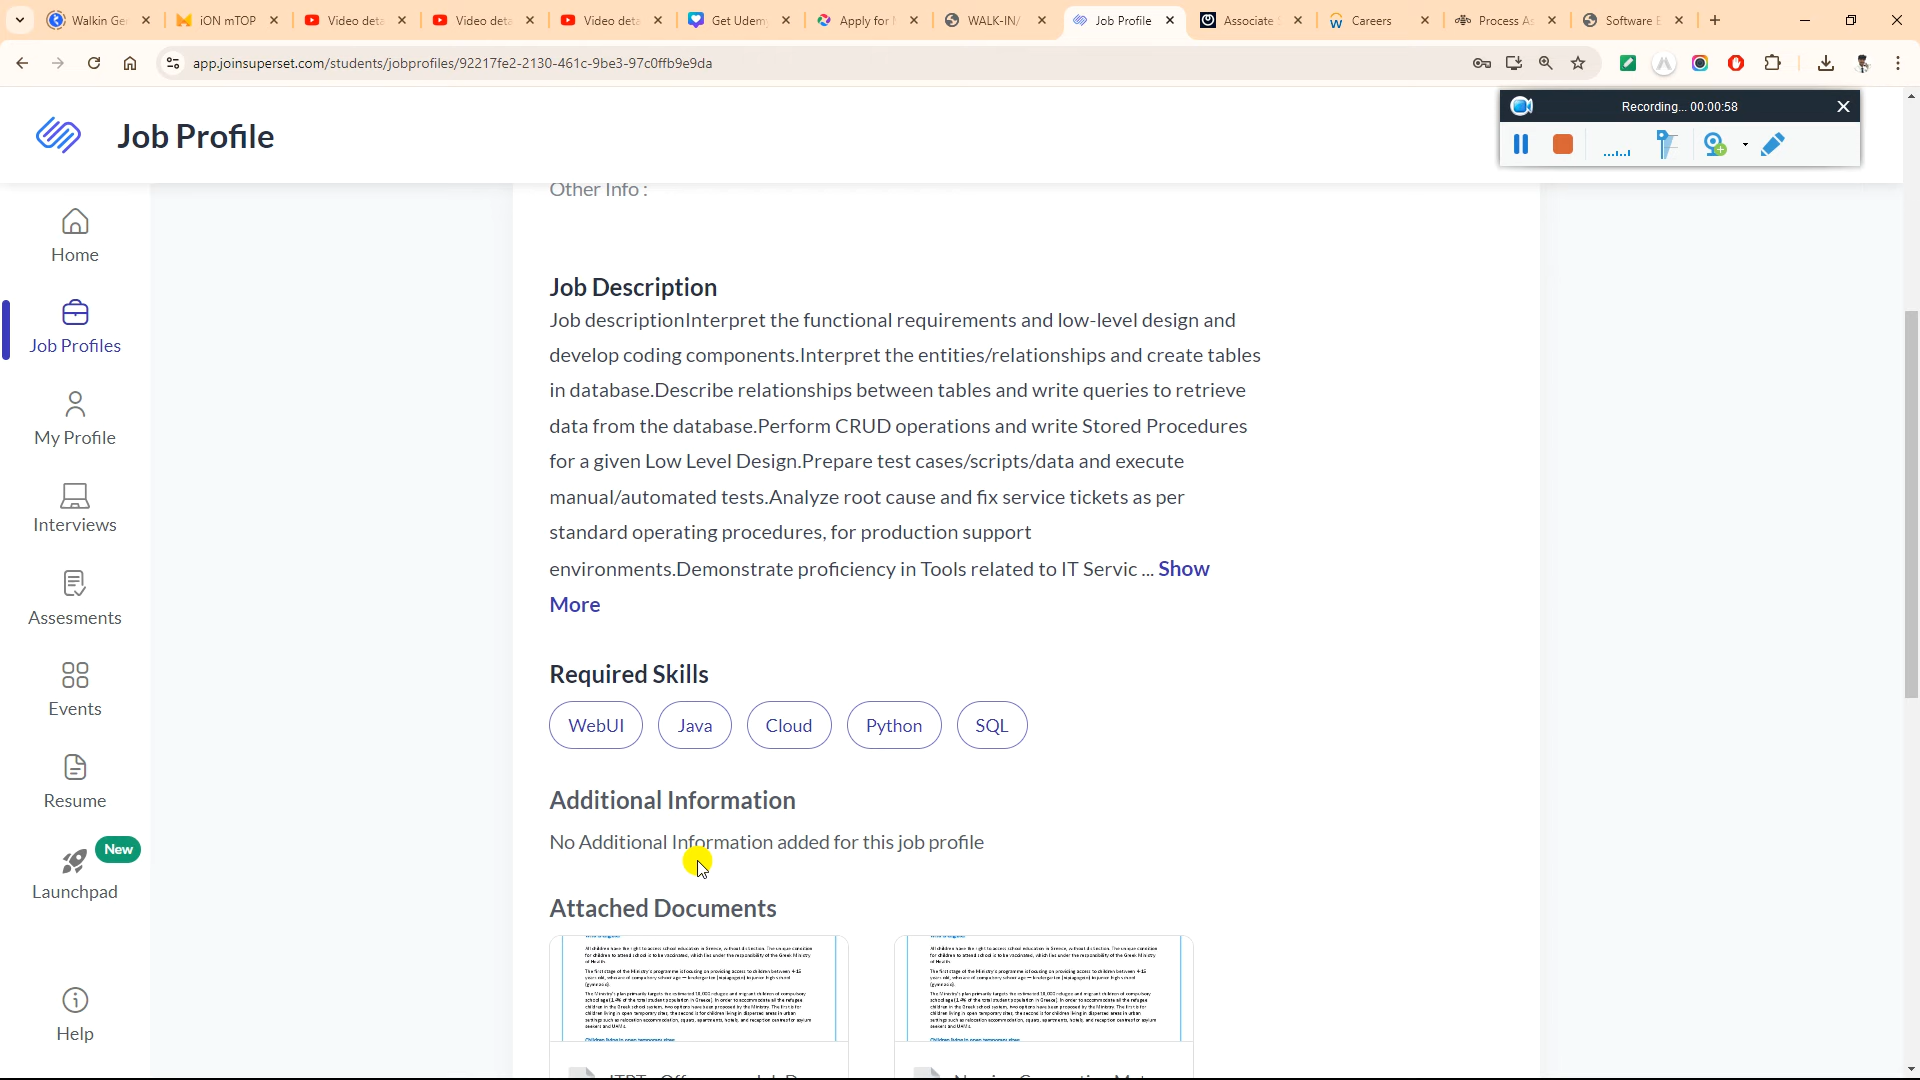 Walkin Ge
iON mTOP
Video deta
Video deta
Video deta
Get Udem
Apply for
WALK-IN/
Job Profile
Associate
Careers
Process As
Software E
app.joinsuperset.com/students/jobprofiles/92217fe2-2130-461c-9be3-97c0ffb9e9da
Recording... 00:00:58
Job Profile
Home
Job Profiles
My Profile
Interviews
Assesments
Events
Resume
New
Launchpad
Help
Other Info :
Job Description
Job descriptionInterpret the functional requirements and low-level design and
develop coding components.Interpret the entities/relationships and create tables
in database.Describe relationships between tables and write queries to retrieve
data from the database.Perform CRUD operations and write Stored Procedures
for a given Low Level Design.Prepare test cases/scripts/data and execute
manual/automated tests.Analyze root cause and fix service tickets as per
standard operating procedures, for production support
environments.Demonstrate proficiency in Tools related to IT Servic ... Show
More
Required Skills
WebUI Java Cloud Python SQL
Additional Information
No Additional Information added for this job profile
Attached Documents